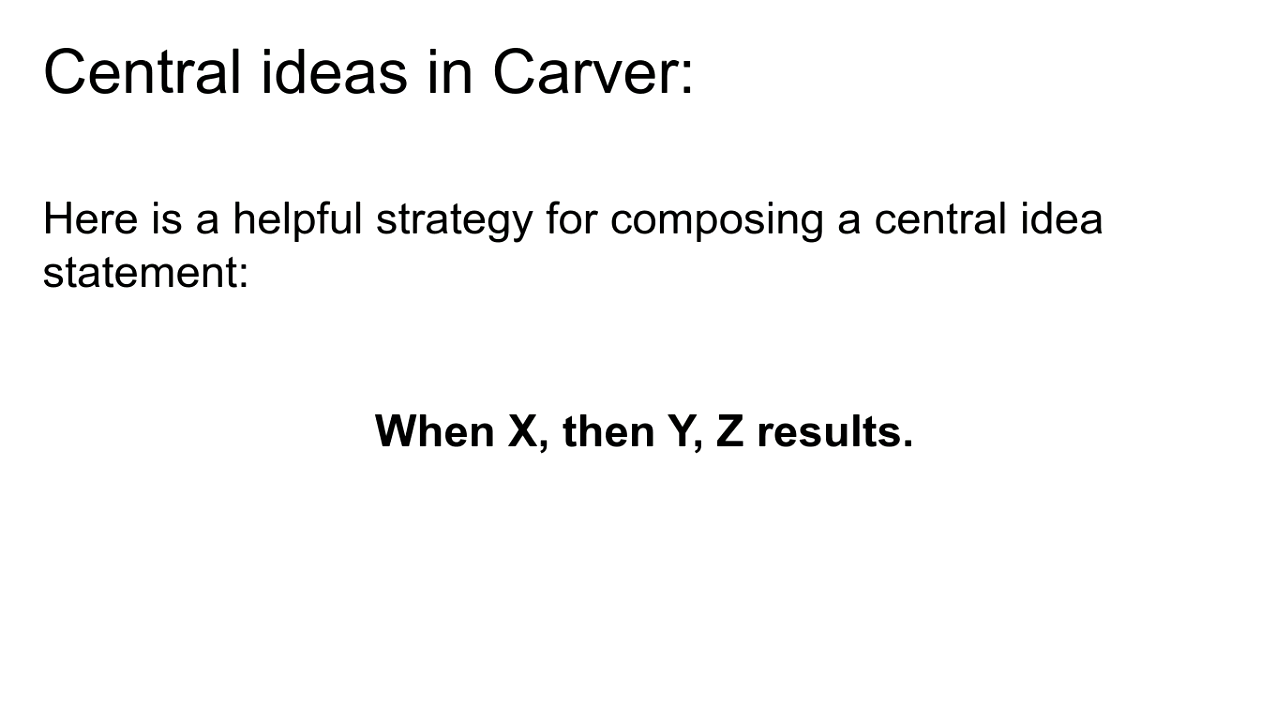 Central ideas in Carver:
Here is a helpful strategy for composing a central idea
statement:
When X, then Y, Z results.